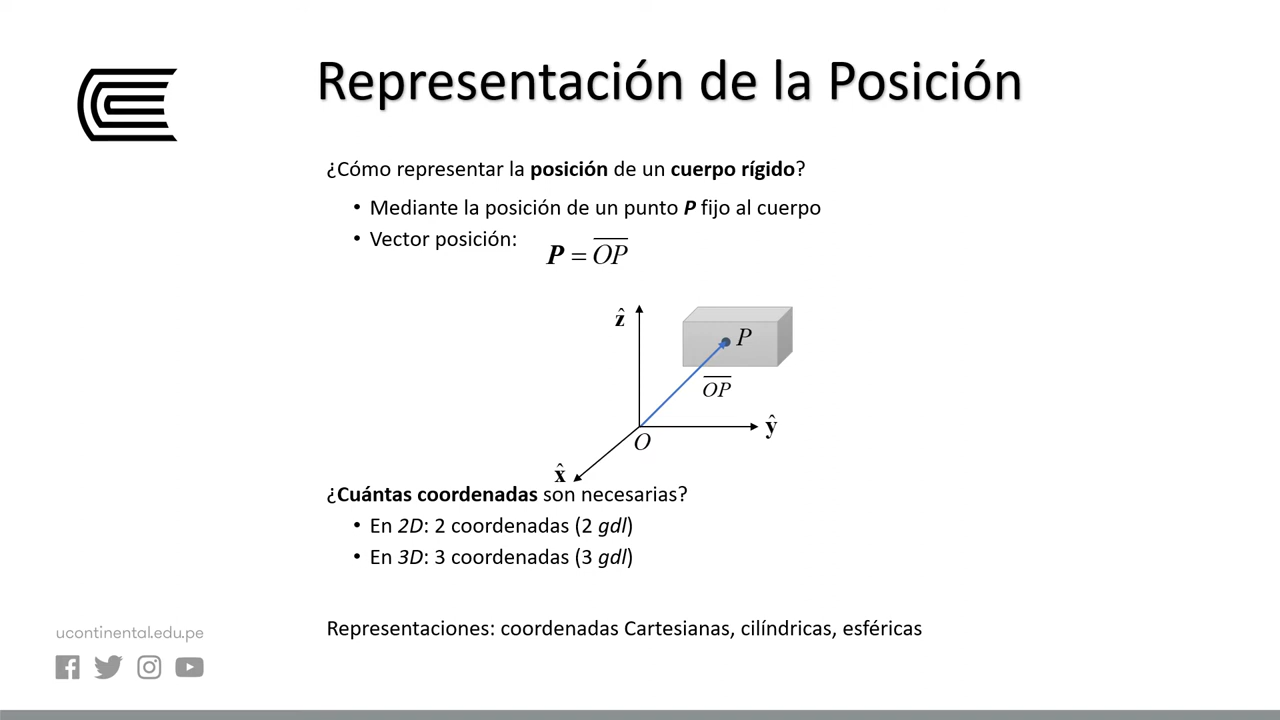 Representación de la Posición
¿Cómo representar la posición de un cuerpo rígido?
• Mediante la posición de un punto P fijo al cuerpo
• Vector posición:
P = O̅P̅
ẑ
P
O̅P̅
ŷ
O
x̂
¿Cuántas coordenadas son necesarias?
• En 2D: 2 coordenadas (2 gdl)
• En 3D: 3 coordenadas (3 gdl)
ucontinental.edu.pe
Representaciones: coordenadas Cartesianas, cilíndricas, esféricas